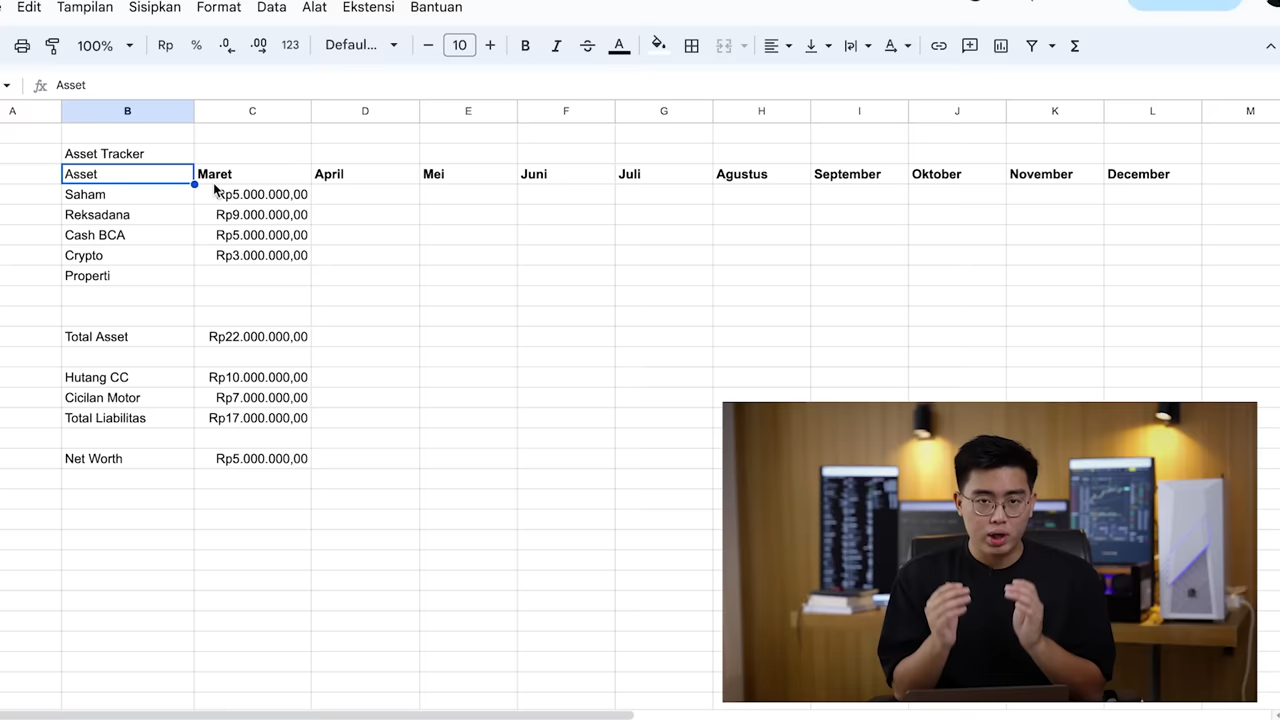 Edit Tampilan Sisipkan Maret Data Alat Ekstensi Bantuan
100% Rp % .0 .00 123 Defaul... − 10 + B I S A
fx Asset
A B C D E F G H I J K L M
Asset Tracker
Asset Maret April Mei Juni Juli Agustus September Oktober November December
Saham Rp5.000.000,00
Reksadana Rp9.000.000,00
Cash BCA Rp5.000.000,00
Crypto Rp3.000.000,00
Properti
Total Asset Rp22.000.000,00
Hutang CC Rp10.000.000,00
Cicilan Motor Rp7.000.000,00
Total Liabilitas Rp17.000.000,00
Net Worth Rp5.000.000,00